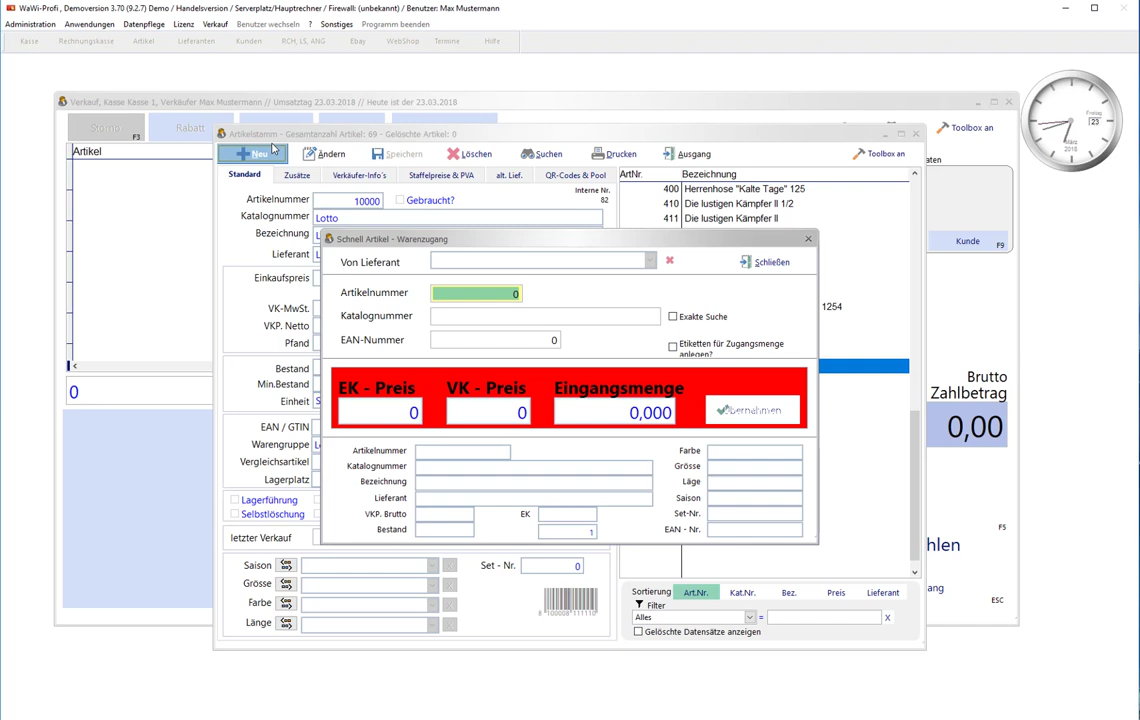 WaWi-Profi , Demoversion 3.70 (9.2.7) Demo / Handelsversion / Serverplatz/Hauptrechner / Firewall: (unbekannt) / Benutzer: Max Mustermann
Administration Anwendungen Datenpflege Lizenz Verkauf Benutzer wechseln ? Sonstiges Programm beenden
Kasse Rechnungskasse Artikel Lieferanten Kunden RCH, LS, ANG Ebay WebShop Termine Hilfe
Verkauf, Kasse Kasse 1, Verkäufer Max Mustermann // Umsatztag 23.03.2018 // Heute ist der 23.03.2018
Storno F3 Rabatt
Toolbox an
Artikel
Artikelstamm - Gesamtanzahl Artikel: 69 - Gelöschte Artikel: 0
Neu Ändern Speichern Löschen Suchen Drucken Ausgang Toolbox an
Standard Zusätze Verkäufer-Info's Staffelpreise & PVA alt. Lief. QR-Codes & Pool
ArtNr. Bezeichnung
Interne Nr.
82
400 Herrenhose "Kalte Tage" 125
410 Die lustigen Kämpfer II 1/2
411 Die lustigen Kämpfer II
1254
Artikelnummer 10000 Gebraucht?
Katalognummer Lotto
Bezeichnung
Lieferant
Einkaufspreis
VK-MwSt.
VKP. Netto
Pfand
Bestand
Min.Bestand
Einheit
EAN / GTIN
Warengruppe
Vergleichsartikel
Lagerplatz
Lagerführung
Selbstlöschung
letzter Verkauf
Saison
Grösse
Farbe
Länge
Set - Nr. 0
8 100008 111110
Schnell Artikel - Warenzugang
Von Lieferant Schließen
Artikelnummer 0
Katalognummer Exakte Suche
EAN-Nummer 0
Etiketten für Zugangsmenge
anlegen?
EK - Preis VK - Preis Eingangsmenge
0 0 0,000 Übernehmen
Artikelnummer
Katalognummer
Bezeichnung
Lieferant
VKP. Brutto EK
Bestand 1
Farbe
Grösse
Läge
Saison
Set-Nr.
EAN - Nr.
Sortierung Art.Nr. Kat.Nr. Bez. Preis Lieferant
Filter
Alles = X
Gelöschte Datensätze anzeigen
0
Freitag
23
März
2018
aten
Kunde F9
Brutto
Zahlbetrag
0,00
F5
hlen
ang
ESC